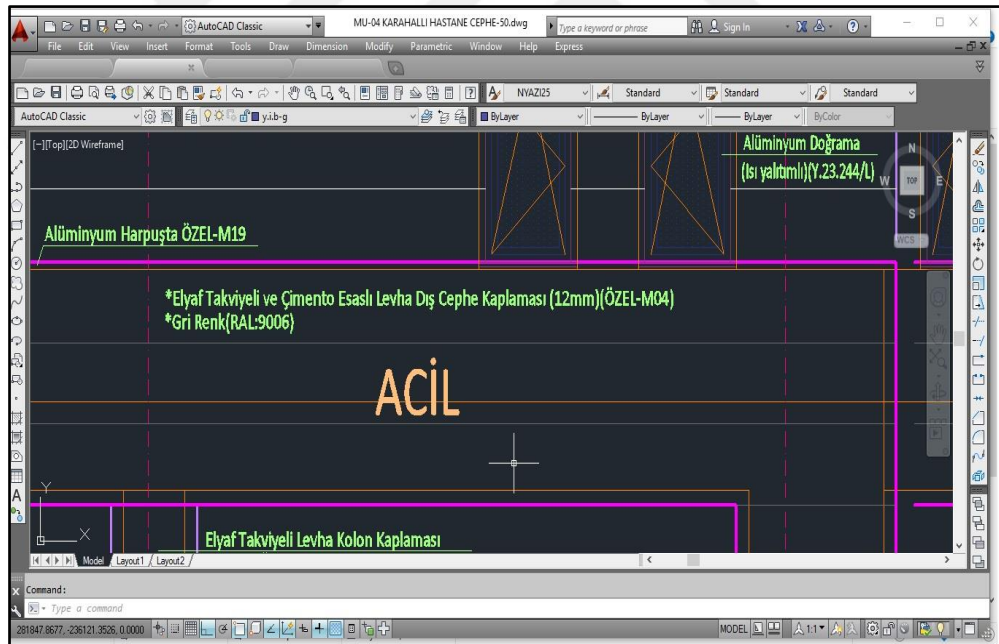 AutoCAD Classic
MU-04 KARAHALLI HASTANE CEPHE-50.dwg
Type a keyword or phrase
Sign In
File Edit View Insert Format Tools Draw Dimension Modify Parametric Window Help Express
NYAZI25 Standard Standard Standard
AutoCAD Classic y.i.b-g ByLayer ByLayer ByLayer ByColor
[-][Top][2D Wireframe]
Alüminyum Doğrama
(Isı yalıtımlı)(Y.23.244/L)
N
W TOP E
S
WCS
Alüminyum Harpuşta ÖZEL-M19
*Elyaf Takviyeli ve Çimento Esaslı Levha Dış Cephe Kaplaması (12mm)(ÖZEL-M04)
*Gri Renk(RAL:9006)
ACİL
Y
X
Elyaf Takviyeli Levha Kolon Kaplaması
Model Layout1 Layout2
Command:
Type a command
281847.8677, -236121.3526, 0.0000 MODEL 1:1